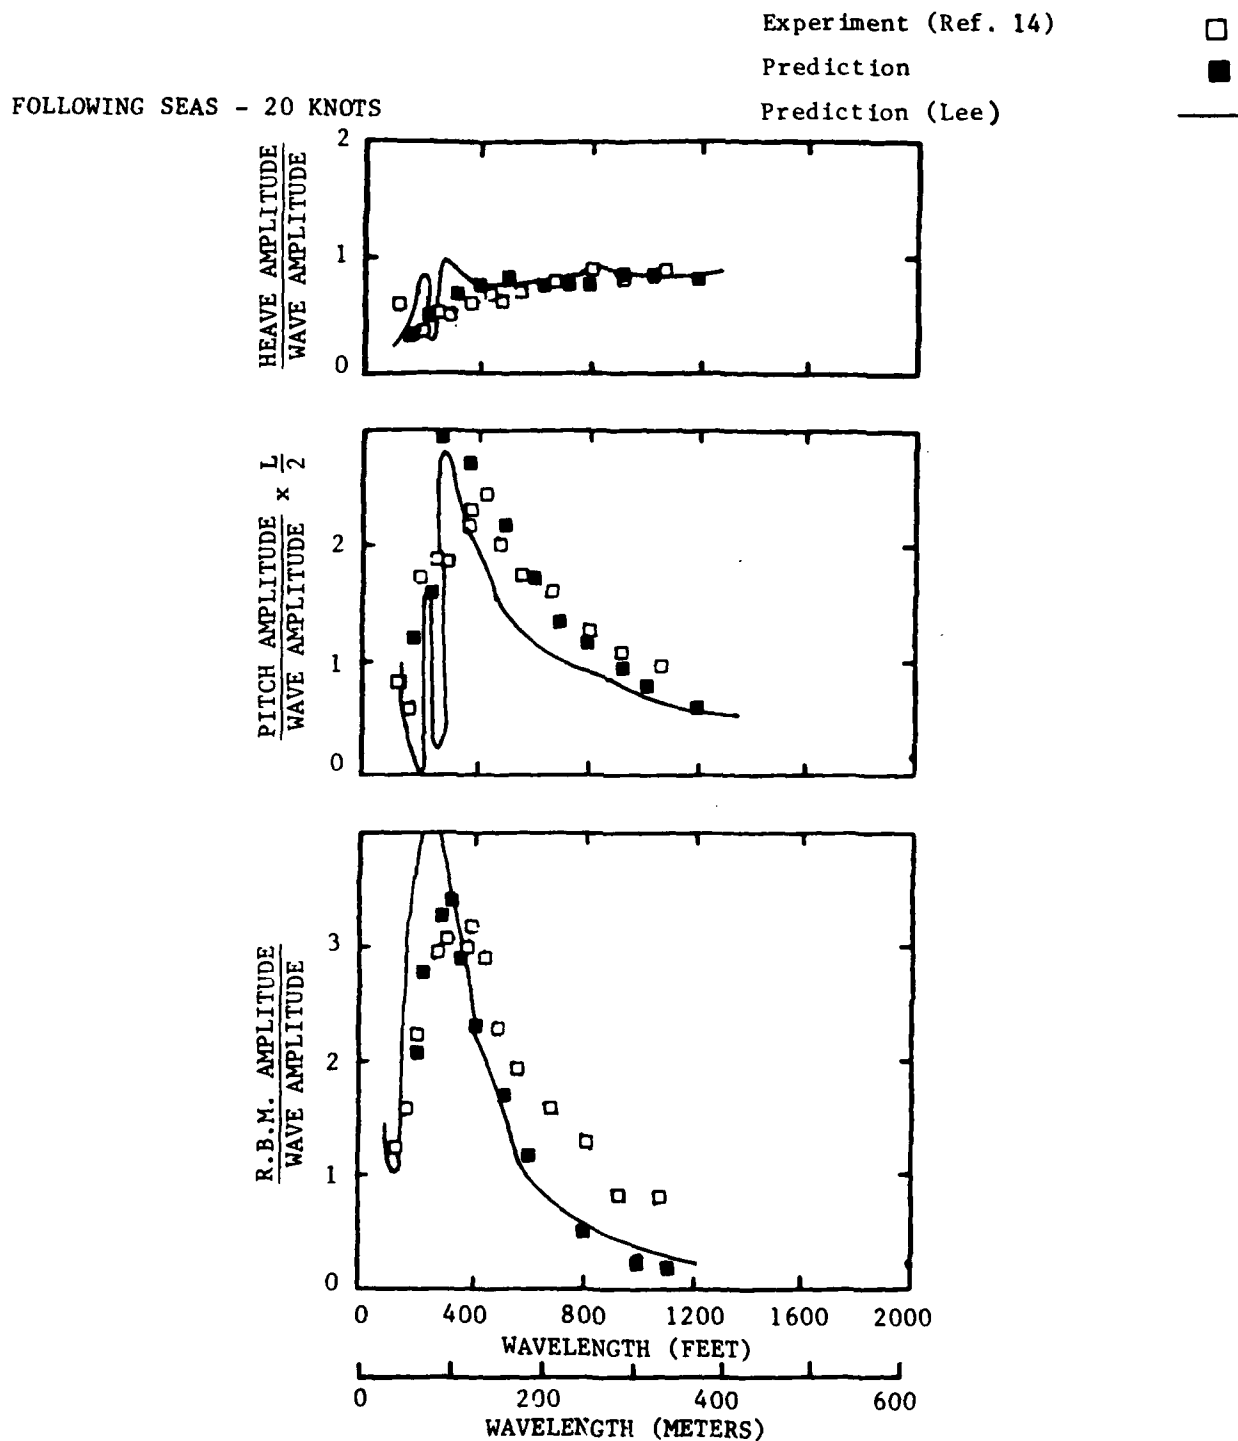 Experiment (Ref. 14)
Prediction
FOLLOWING SEAS - 20 KNOTS
Prediction (Lee)
HEAVE AMPLITUDE
WAVE AMPLITUDE
2
1
0
PITCH AMPLITUDE x L
WAVE AMPLITUDE 2
2
1
0
R.B.M. AMPLITUDE
WAVE AMPLITUDE
3
2
1
0
0 400 800 1200 1600 2000
WAVELENGTH (FEET)
0 200 400 600
WAVELENGTH (METERS)